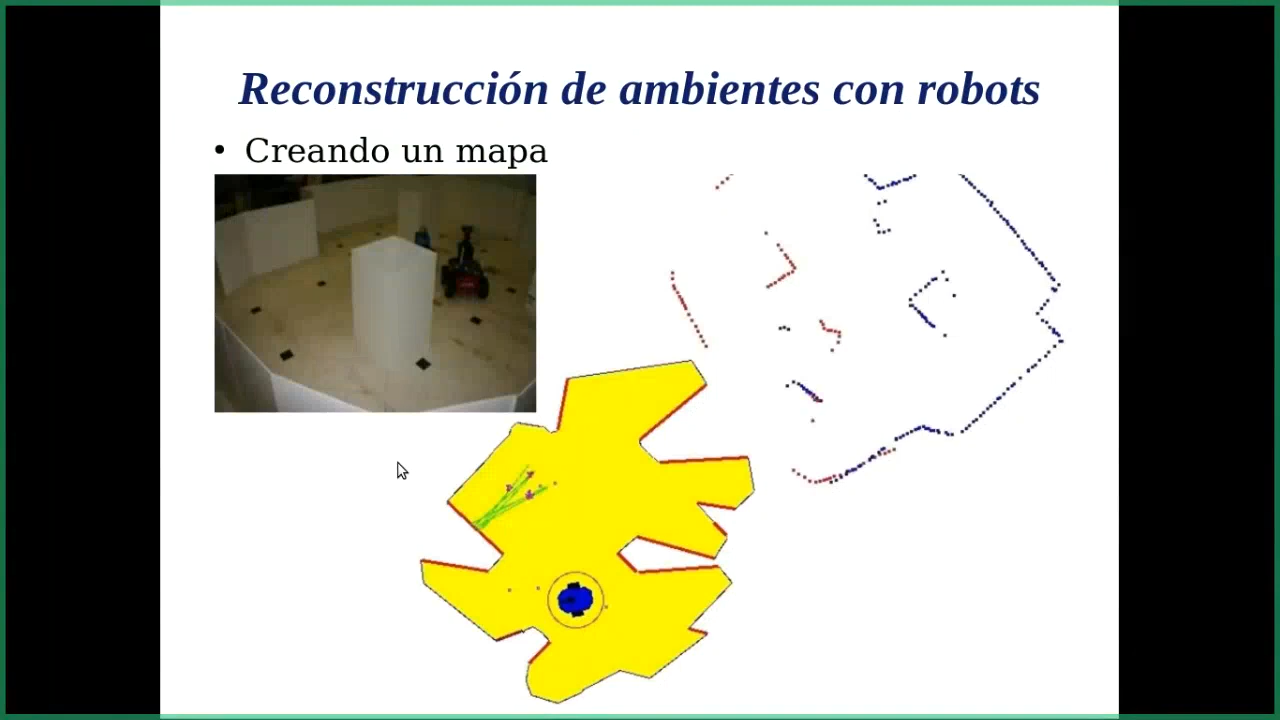 Reconstrucción de ambientes con robots
• Creando un mapa